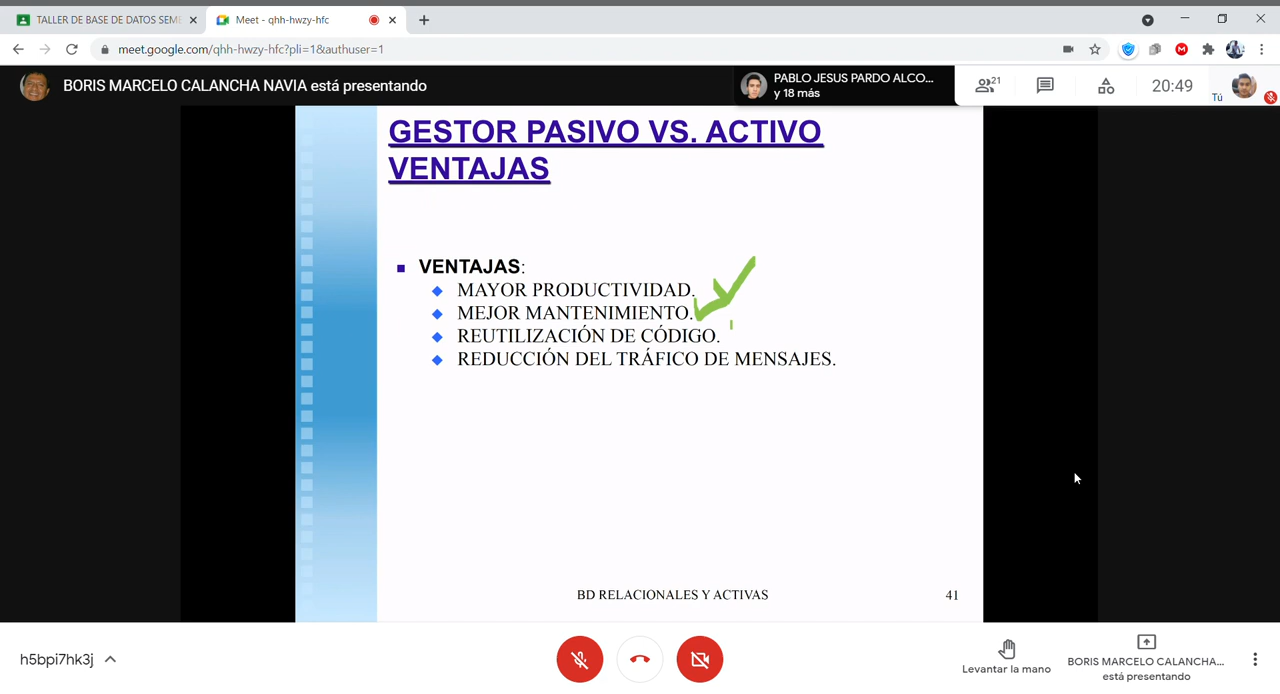 TALLER DE BASE DE DATOS SEM
Meet - qhh-hwzy-hfc
meet.google.com/qhh-hwzy-hfc?pli=1&authuser=1
BORIS MARCELO CALANCHA NAVIA está presentando
PABLO JESUS PARDO ALCO...
y 18 más
21
20:49
Tú
GESTOR PASIVO VS. ACTIVO
VENTAJAS
VENTAJAS:
MAYOR PRODUCTIVIDAD.
MEJOR MANTENIMIENTO.
REUTILIZACIÓN DE CÓDIGO.
REDUCCIÓN DEL TRÁFICO DE MENSAJES.
BD RELACIONALES Y ACTIVAS
41
h5bpi7hk3j
Levantar la mano
BORIS MARCELO CALANCHA...
está presentando